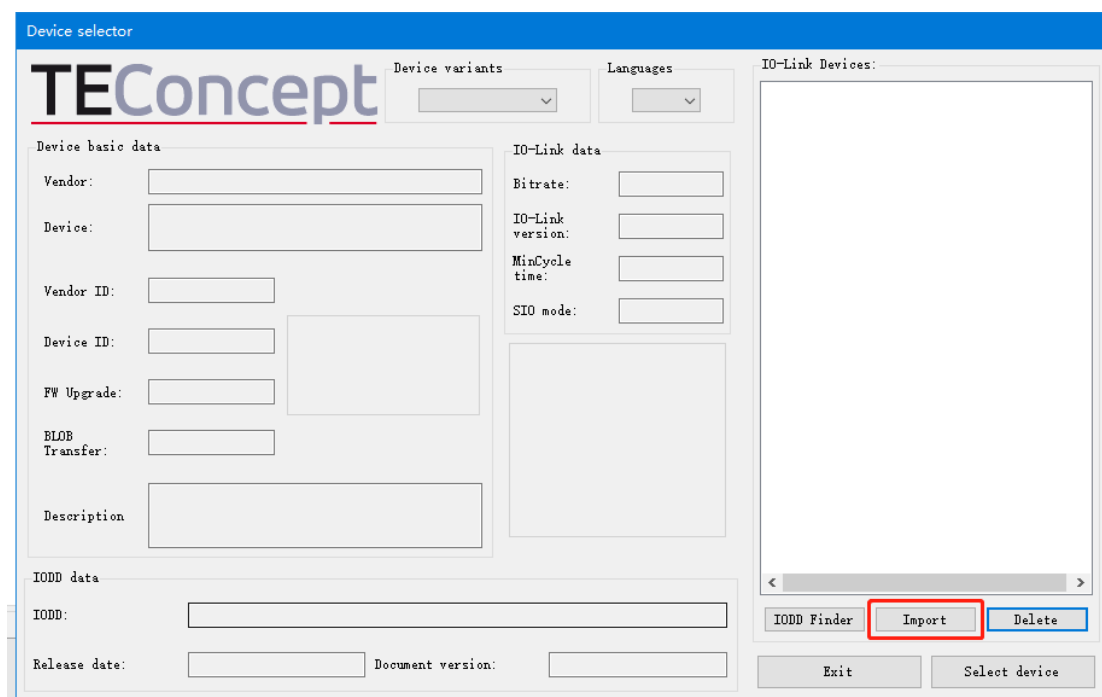 Device selector
TEConcept
Device variants
Languages
IO-Link Devices:
Device basic data
Vendor:
Device:
Vendor ID:
Device ID:
FW Upgrade:
BLOB
Transfer:
Description
IO-Link data
Bitrate:
IO-Link
version:
MinCycle
time:
SIO mode:
IODD data
IODD:
Release date:
Document version:
IODD Finder
Import
Delete
Exit
Select device